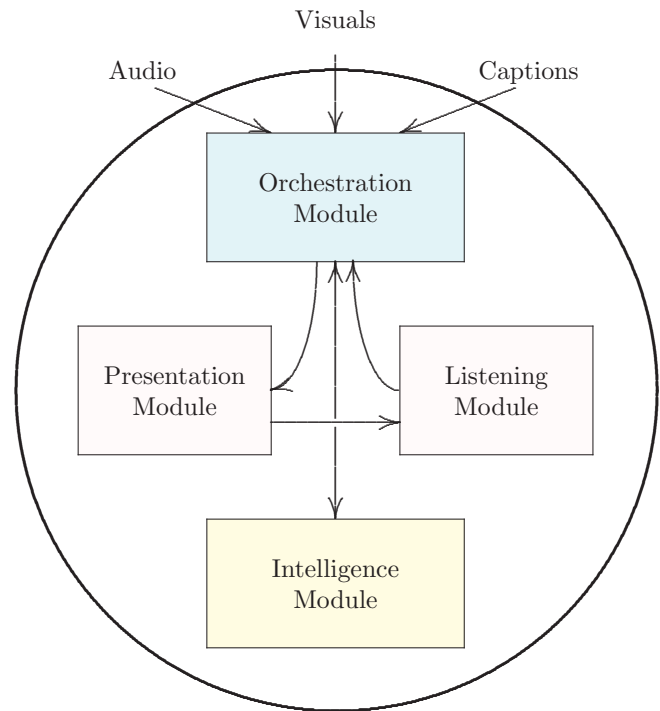 Visuals
Audio
Captions
Orchestration
Module
Presentation
Module
Listening
Module
Intelligence
Module